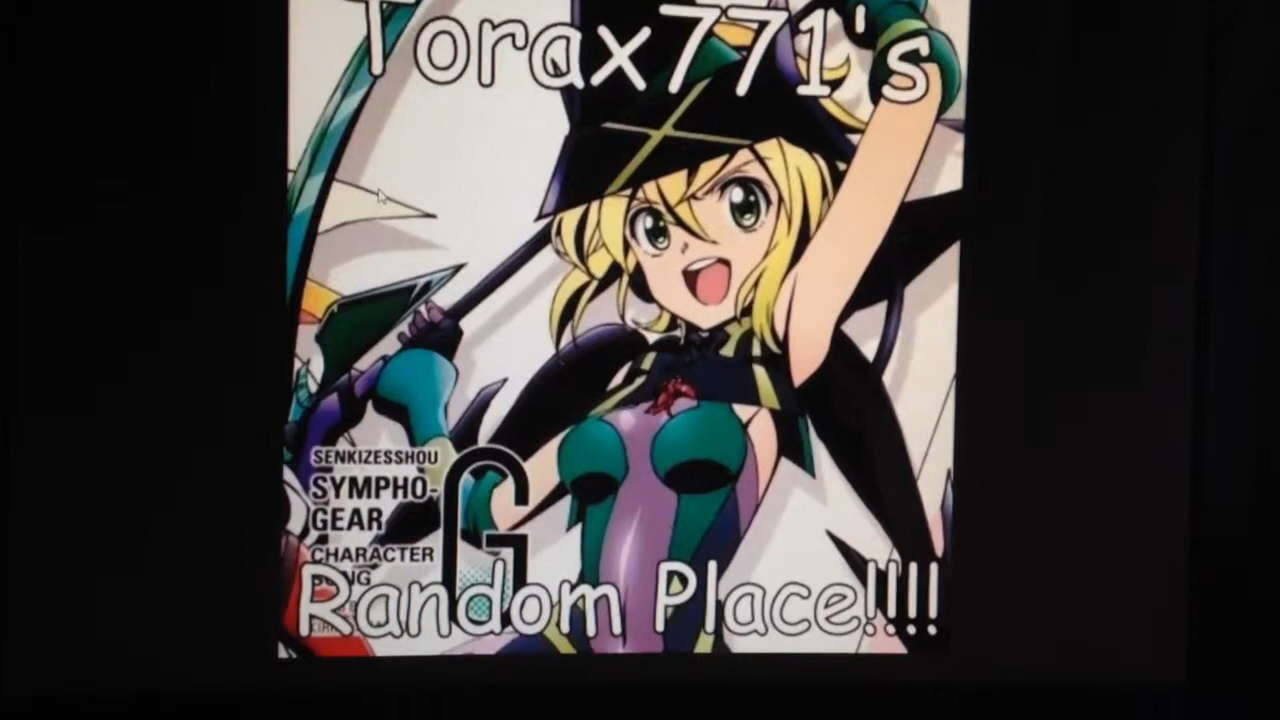 Torax771's
SENKIZESSHOU
SYMPHO-
GEAR
G
CHARACTER
Random Place!!!!